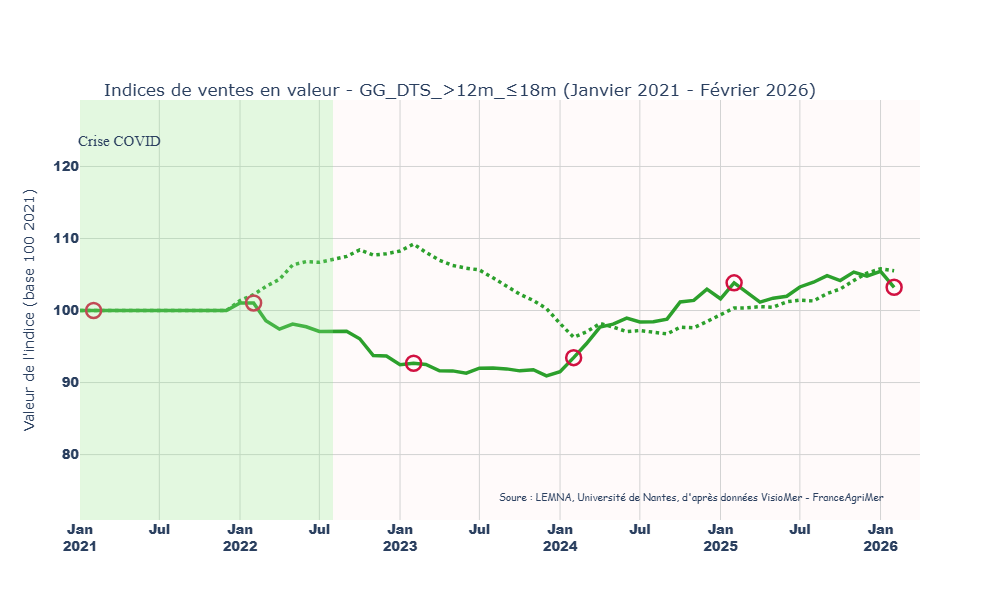 Indices de ventes en valeur - GG_DTS_>12m_≤18m (Janvier 2021 - Février 2026)
Crise COVID
Valeur de l'indice (base 100 2021)
120
110
100
90
80
Soure : LEMNA, Université de Nantes, d'après données VisioMer - FranceAgriMer
Jan Jul Jan Jul Jan Jul Jan Jul Jan Jul Jan
2021 2022 2023 2024 2025 2026